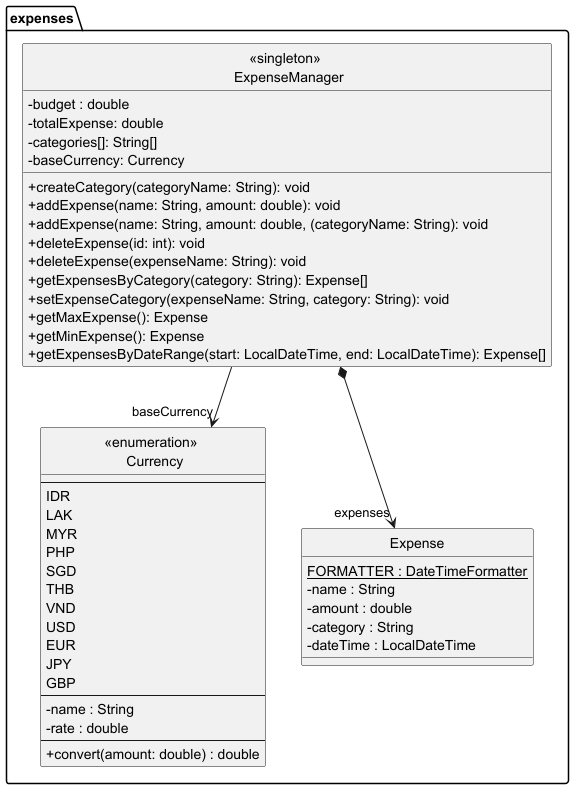 expenses
«singleton»
ExpenseManager
-budget : double
-totalExpense: double
-categories[]: String[]
-baseCurrency: Currency
+createCategory(categoryName: String): void
+addExpense(name: String, amount: double): void
+addExpense(name: String, amount: double, (categoryName: String): void
+deleteExpense(id: int): void
+deleteExpense(expenseName: String): void
+getExpensesByCategory(category: String): Expense[]
+setExpenseCategory(expenseName: String, category: String): void
+getMaxExpense(): Expense
+getMinExpense(): Expense
+getExpensesByDateRange(start: LocalDateTime, end: LocalDateTime): Expense[]
baseCurrency
«enumeration»
Currency
IDR
LAK
MYR
PHP
SGD
THB
VND
USD
EUR
JPY
GBP
-name : String
-rate : double
+convert(amount: double) : double
expenses
Expense
FORMATTER : DateTimeFormatter
-name : String
-amount : double
-category : String
-dateTime : LocalDateTime